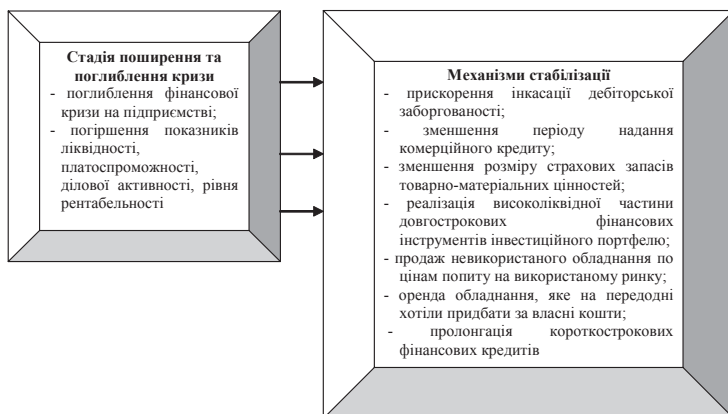 Стадія поширення та
поглиблення кризи
- поглиблення фінансової
кризи на підприємстві;
- погіршення показників
ліквідності,
платоспроможності,
ділової активності, рівня
рентабельності
Механізми стабілізації
- прискорення інкасації дебіторської
заборгованості;
- зменшення періоду надання
комерційного кредиту;
- зменшення розміру страхових запасів
товарно-матеріальних цінностей;
- реалізація високоліквідної частини
довгострокових фінансових
інструментів інвестиційного портфелю;
- продаж невикористаного обладнання по
цінам попиту на використаному ринку;
- оренда обладнання, яке на передодні
хотіли придбати за власні кошти;
- пролонгація короткострокових
фінансових кредитів